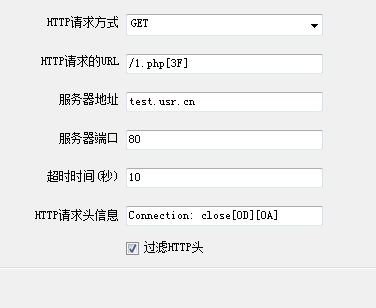 HTTP请求方式 GET
HTTP请求的URL /1.php[3F]
服务器地址 test.usr.cn
服务器端口 80
超时时间(秒) 10
HTTP请求头信息 Connection: close[0D][0A]
过滤HTTP头